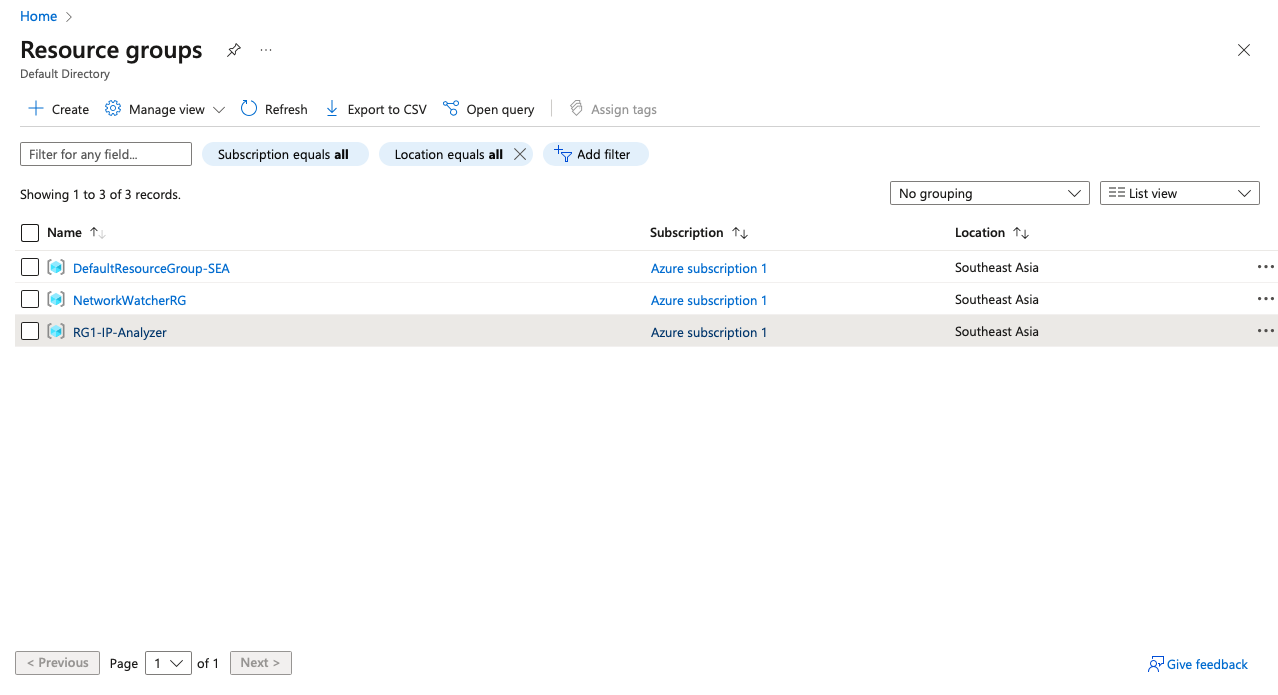 Home
Resource groups
Default Directory
Create Manage view Refresh Export to CSV Open query Assign tags
Filter for any field... Subscription equals all Location equals all Add filter
Showing 1 to 3 of 3 records. No grouping List view
Name Subscription Location
DefaultResourceGroup-SEA Azure subscription 1 Southeast Asia
NetworkWatcherRG Azure subscription 1 Southeast Asia
RG1-IP-Analyzer Azure subscription 1 Southeast Asia
< Previous Page 1 of 1 Next > Give feedback